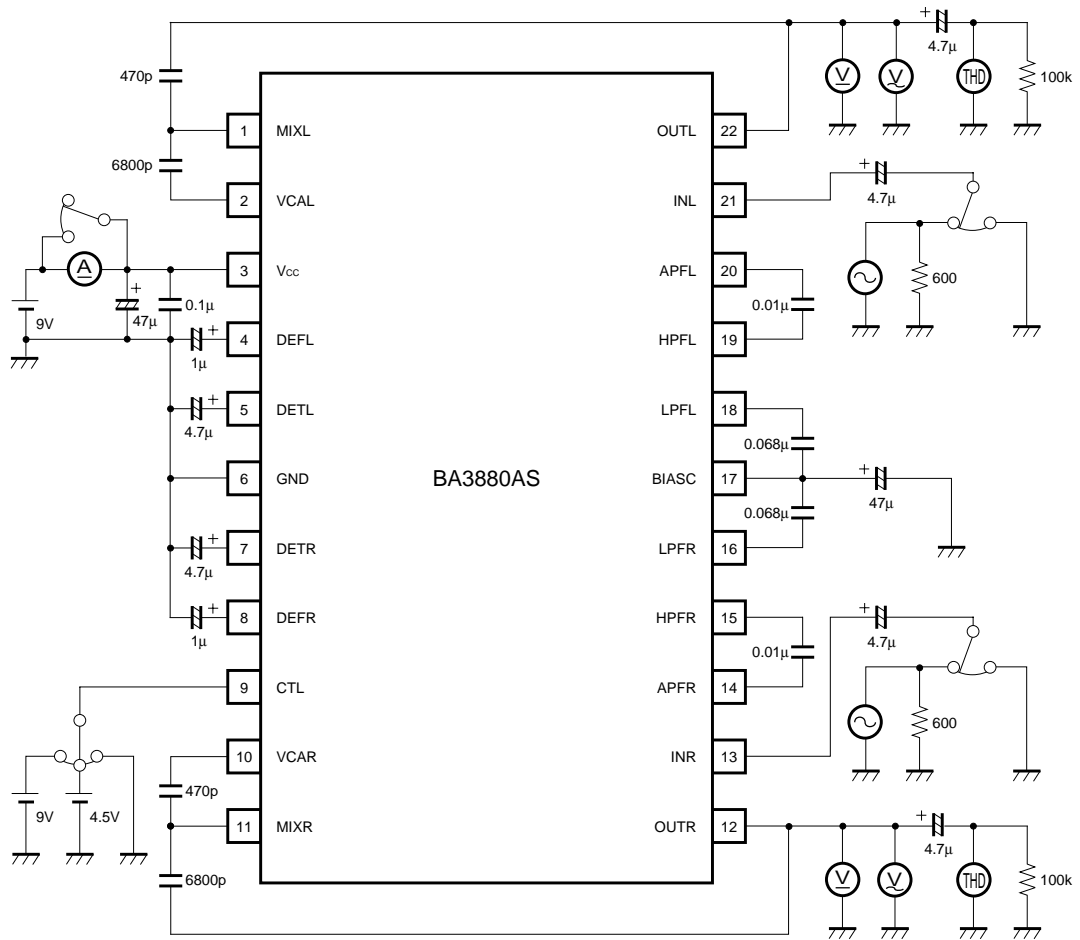 470p
6800p
9V
A
+
47µ
0.1µ
+
1µ
+
4.7µ
+
4.7µ
+
1µ
9V
4.5V
470p
6800p
BA3880AS
1 MIXL
2 VCAL
3 Vcc
4 DEFL
5 DETL
6 GND
7 DETR
8 DEFR
9 CTL
10 VCAR
11 MIXR
OUTL 22
INL 21
APFL 20
HPFL 19
LPFL 18
BIASC 17
LPFR 16
HPFR 15
APFR 14
INR 13
OUTR 12
+
4.7µ
V
V
THD
100k
+
4.7µ
600
0.01µ
0.068µ
+
47µ
0.068µ
0.01µ
+
4.7µ
600
+
4.7µ
V
V
THD
100k